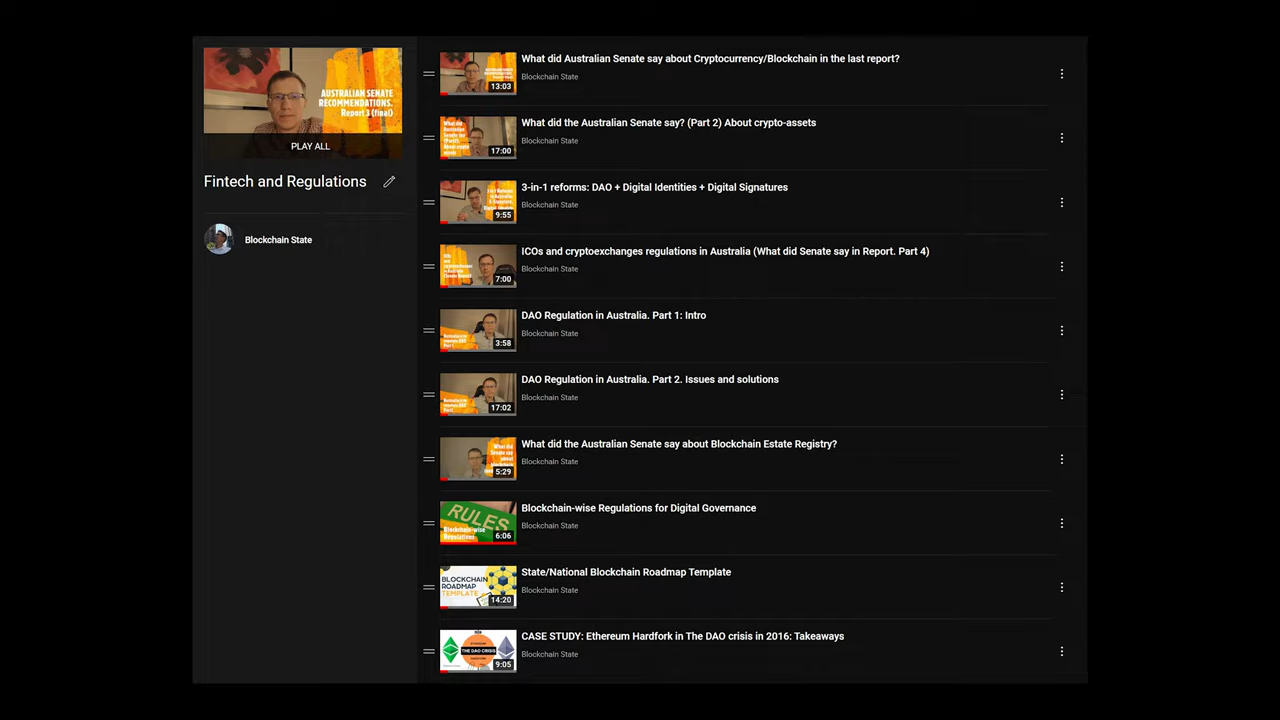 AUSTRALIAN SENATE
RECOMMENDATIONS.
Report 3 (final)
PLAY ALL
Fintech and Regulations
Blockchain State
13:03
What did Australian Senate say about Cryptocurrency/Blockchain in the last report?
Blockchain State
17:00
What did the Australian Senate say? (Part 2) About crypto-assets
Blockchain State
9:55
3-in-1 reforms: DAO + Digital Identities + Digital Signatures
Blockchain State
7:00
ICOs and cryptoexchanges regulations in Australia (What did Senate say in Report. Part 4)
Blockchain State
3:58
DAO Regulation in Australia. Part 1: Intro
Blockchain State
17:02
DAO Regulation in Australia. Part 2. Issues and solutions
Blockchain State
5:29
What did the Australian Senate say about Blockchain Estate Registry?
Blockchain State
RULES
Blockchain-wise
Regulations
6:06
Blockchain-wise Regulations for Digital Governance
Blockchain State
BLOCKCHAIN
ROADMAP
TEMPLATE
14:20
State/National Blockchain Roadmap Template
Blockchain State
THE DAO CRISIS
9:05
CASE STUDY: Ethereum Hardfork in The DAO crisis in 2016: Takeaways
Blockchain State